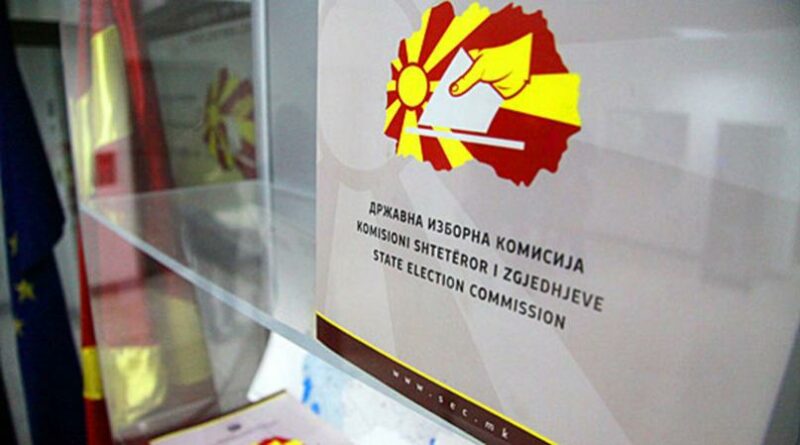 ДРЖАВНА ИЗБОРНА КОМИСИЈА
KOMISIONI SHTETËROR I ZGJEDHJEVE
STATE ELECTION COMMISSION
www.sec.mk